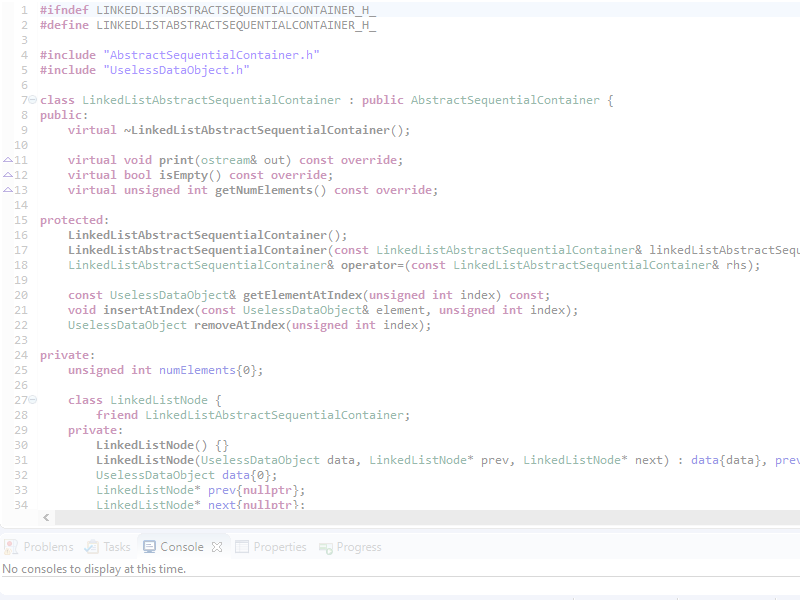 1 #ifndef LINKEDLISTABSTRACTSEQUENTIALCONTAINER_H_
2 #define LINKEDLISTABSTRACTSEQUENTIALCONTAINER_H_
3
4 #include "AbstractSequentialContainer.h"
5 #include "UselessDataObject.h"
6
7 class LinkedListAbstractSequentialContainer : public AbstractSequentialContainer {
8 public:
9     virtual ~LinkedListAbstractSequentialContainer();
10
11     virtual void print(ostream& out) const override;
12     virtual bool isEmpty() const override;
13     virtual unsigned int getNumElements() const override;
14
15 protected:
16     LinkedListAbstractSequentialContainer();
17     LinkedListAbstractSequentialContainer(const LinkedListAbstractSequentialContainer& linkedListAbstractSequ
18     LinkedListAbstractSequentialContainer& operator=(const LinkedListAbstractSequentialContainer& rhs);
19
20     const UselessDataObject& getElementAtIndex(unsigned int index) const;
21     void insertAtIndex(const UselessDataObject& element, unsigned int index);
22     UselessDataObject removeAtIndex(unsigned int index);
23
24 private:
25     unsigned int numElements{0};
26
27     class LinkedListNode {
28         friend LinkedListAbstractSequentialContainer;
29     private:
30         LinkedListNode() {}
31         LinkedListNode(UselessDataObject data, LinkedListNode* prev, LinkedListNode* next) : data{data}, prev
32         UselessDataObject data{0};
33         LinkedListNode* prev{nullptr};
34         LinkedListNode* next{nullptr};
Problems Tasks Console Properties Progress
No consoles to display at this time.